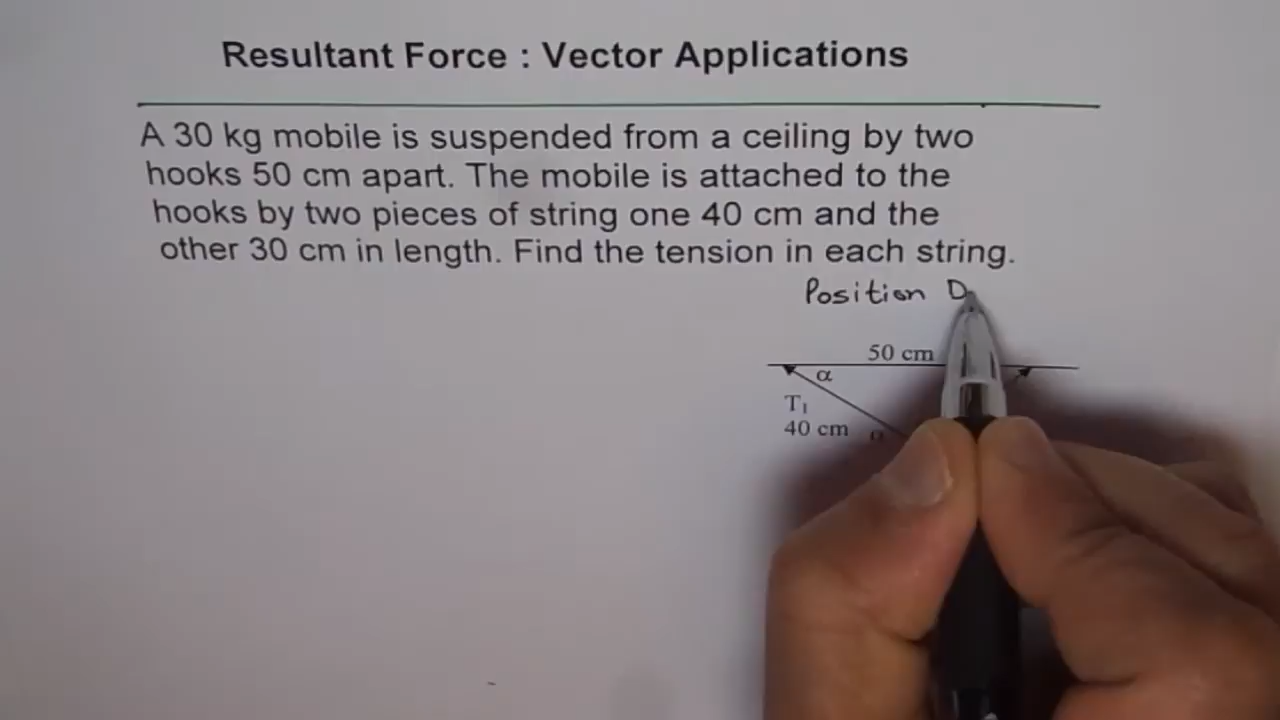 Resultant Force : Vector Applications
A 30 kg mobile is suspended from a ceiling by two
hooks 50 cm apart. The mobile is attached to the
hooks by two pieces of string one 40 cm and the
other 30 cm in length. Find the tension in each string.
Position D
50 cm
α
T₁
40 cm